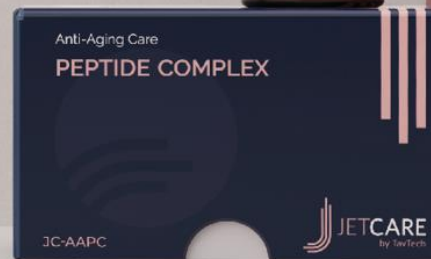 Anti-Aging Care
PEPTIDE COMPLEX
JC-AAPC
JETCARE
by TavTech